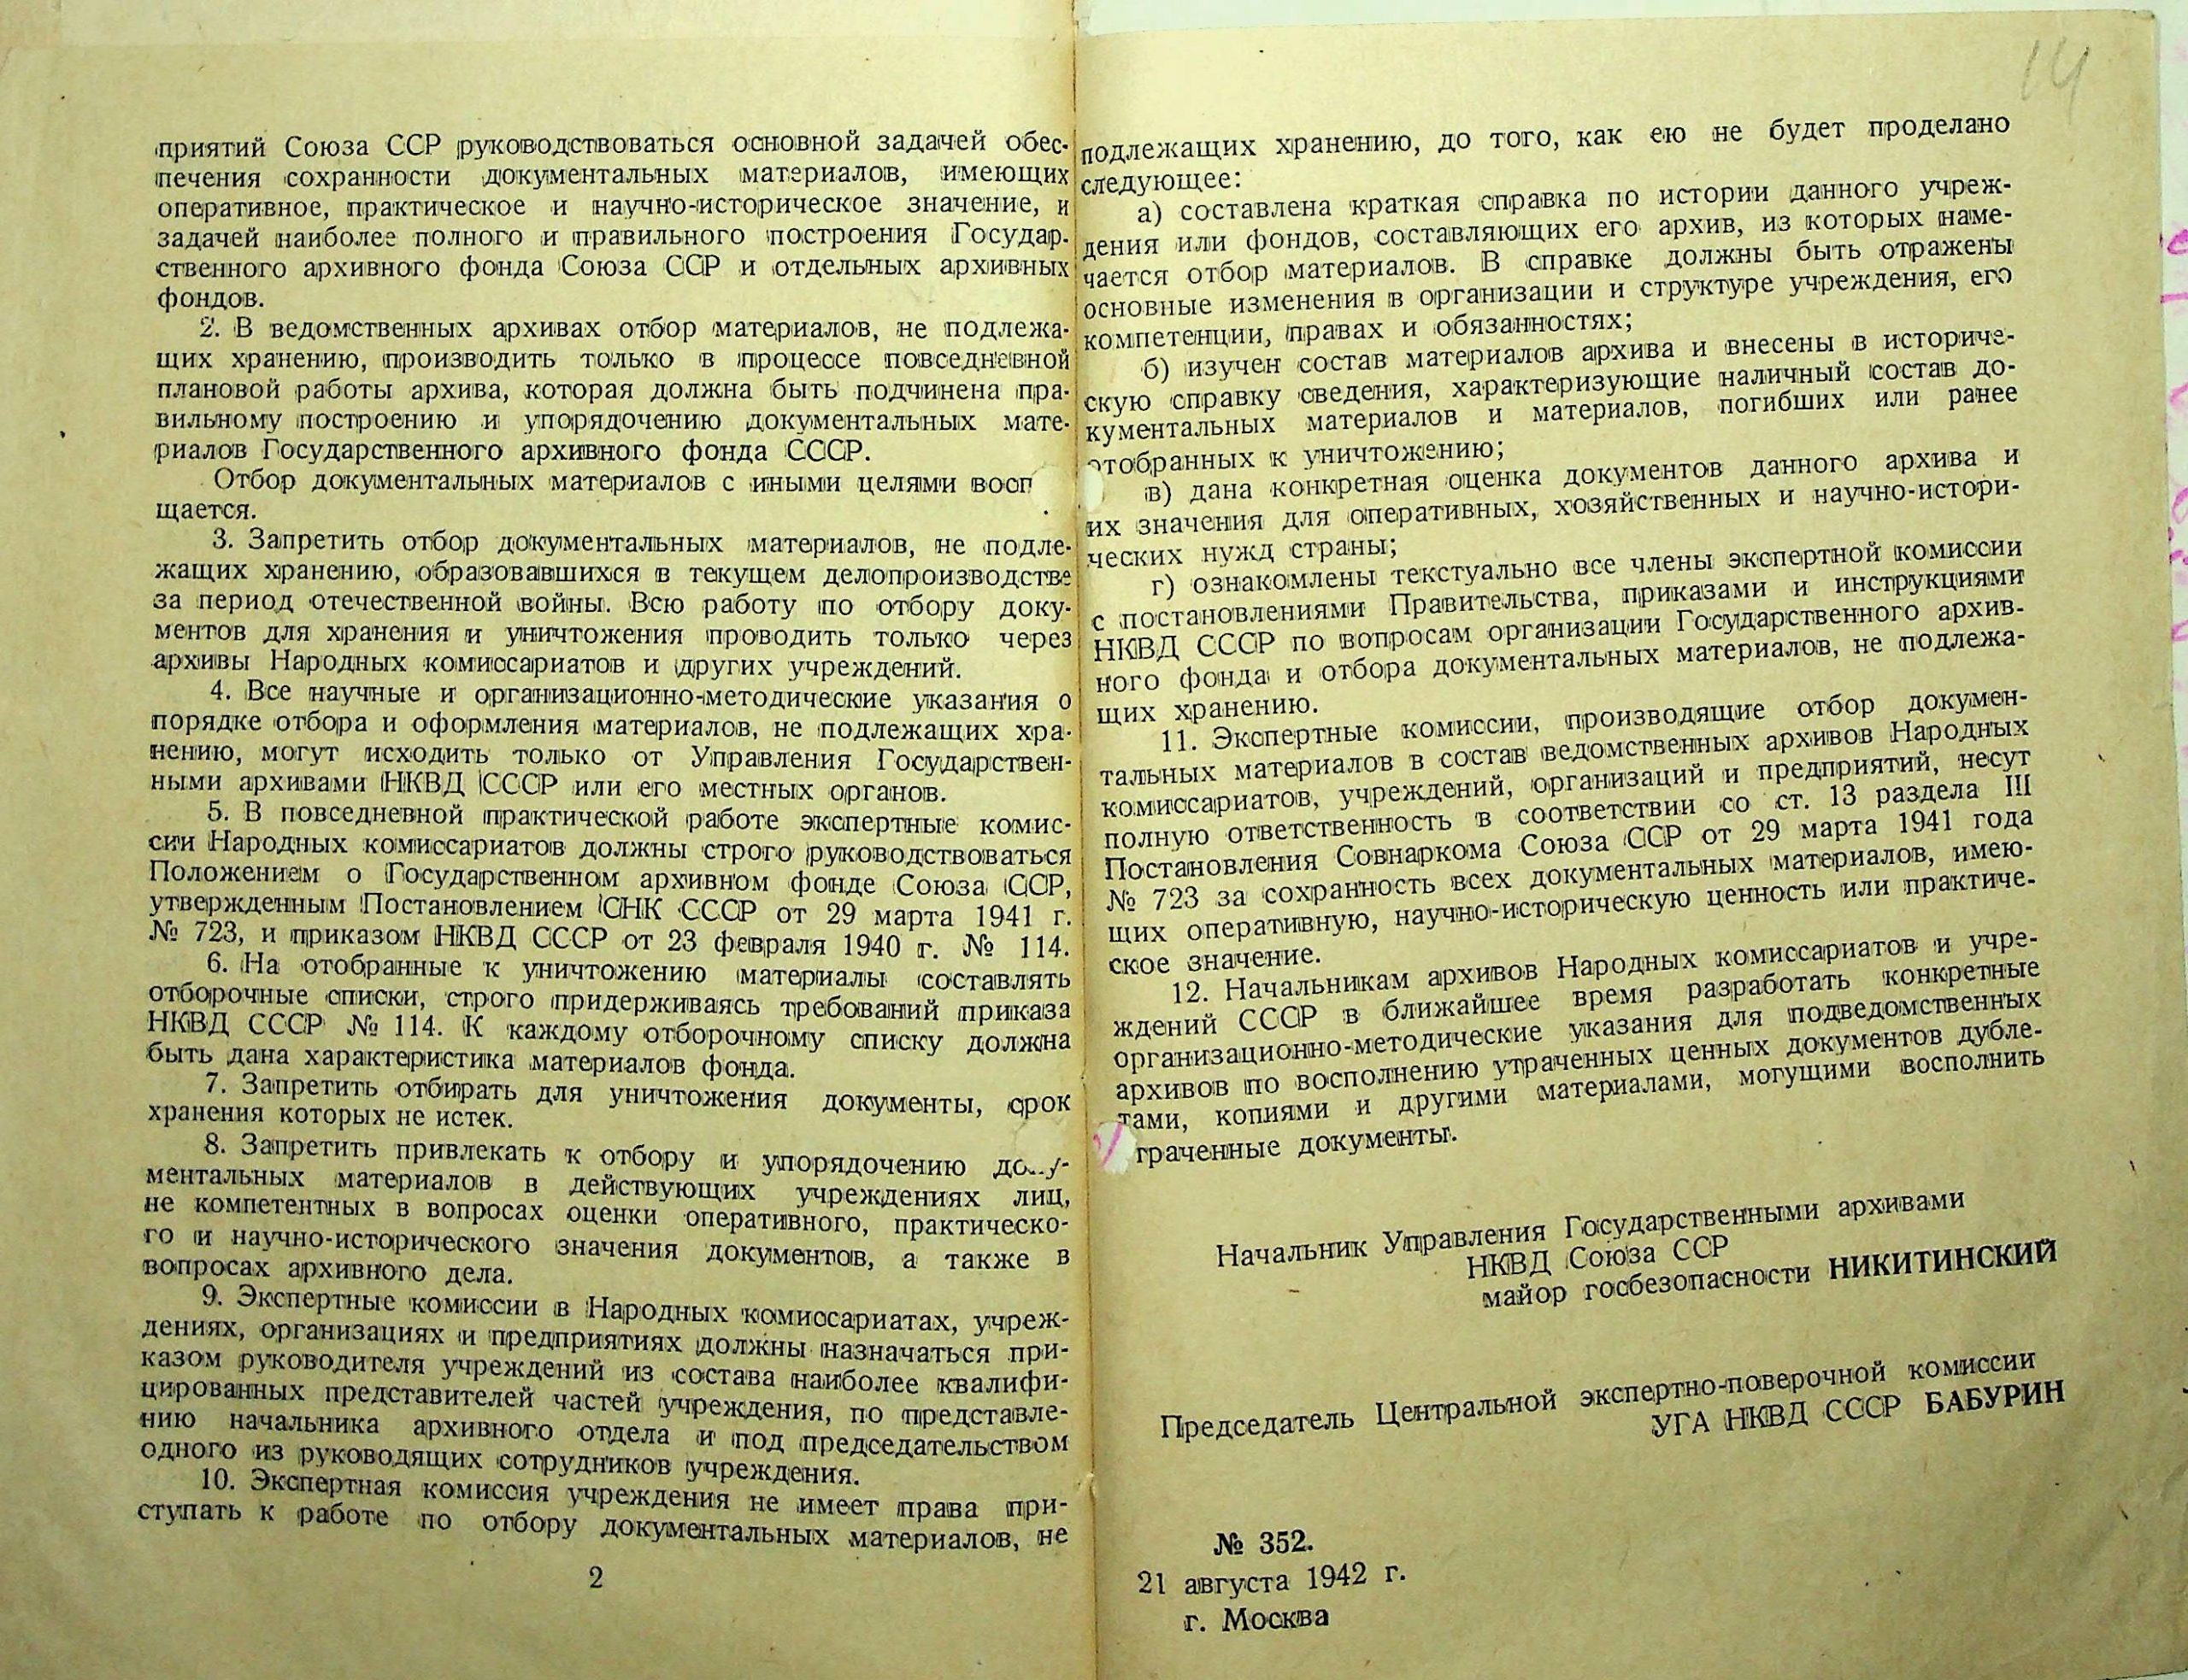 приятий Союза ССР руководствоваться основной задачей обес-
печения сохранности документальных материалов, имеющих
оперативное, практическое и научно-историческое значение, и
задачей наиболее полного и правильного построения Государ-
ственного архивного фонда Союза ССР и отдельных архивных
фондов.
2. В ведомственных архивах отбор материалов, не подлежа-
щих хранению, производить только в процессе повседневной
плановой работы архива, которая должна быть подчинена пра-
вильному построению и упорядочению документальных мате-
риалов Государственного архивного фонда СССР.
Отбор документальных материалов с иными целями восп
щается.
3. Запретить отбор документальных материалов, не подле-
жащих хранению, образовавшихся в текущем делопроизводстве
за период отечественной войны. Всю работу по отбору доку-
ментов для хранения и уничтожения проводить только через
архивы Народных комиссариатов и других учреждений.
4. Все научные и организационно-методические указания о
порядке отбора и оформления материалов, не подлежащих хра-
нению, могут исходить только от Управления Государствен-
ными архивами НКВД СССР или его местных органов.
5. В повседневной практической работе экспертные комис-
сии Народных комиссариатов должны строго руководствоваться
Положением о Государственном архивном фонде Союза ССР,
утвержденным Постановлением СНК СССР от 29 марта 1941 г.
№ 723, и приказом НКВД СССР от 23 февраля 1940 г. № 114.
6. На отобранные к уничтожению материалы составлять
отборочные списки, строго придерживаясь требований приказа
НКВД СССР № 114. К каждому отборочному списку должна
быть дана характеристика материалов фонда.
7. Запретить отбирать для уничтожения документы, срок
хранения которых не истек.
8. Запретить привлекать к отбору и упорядочению доку-
ментальных материалов в действующих учреждениях лиц,
не компетентных в вопросах оценки оперативного, практическо-
го и научно-исторического значения документов, а также в
вопросах архивного дела.
9. Экспертные комиссии в Народных комиссариатах, учреж-
дениях, организациях и предприятиях должны назначаться при-
казом руководителя учреждений из состава наиболее квалифи-
цированных представителей частей учреждения, по представле-
нию начальника архивного отдела и под председательством
одного из руководящих сотрудников учреждения.
10. Экспертная комиссия учреждения не имеет права при-
ступать к работе по отбору документальных материалов, не
2
14
подлежащих хранению, до того, как ею не будет проделано
следующее:
а) составлена краткая справка по истории данного учреж-
дения или фондов, составляющих его архив, из которых наме-
чается отбор материалов. В справке должны быть отражены
основные изменения в организации и структуре учреждения, его
компетенции, правах и обязанностях;
б) изучен состав материалов архива и внесены в историче-
скую справку сведения, характеризующие наличный состав до-
кументальных материалов и материалов, погибших или ранее
отобранных к уничтожению;
в) дана конкретная оценка документов данного архива и
их значения для оперативных, хозяйственных и научно-истори-
ческих нужд страны;
г) ознакомлены текстуально все члены экспертной комиссии
с постановлениями Правительства, приказами и инструкциями
НКВД СССР по вопросам организации Государственного архив-
ного фонда и отбора документальных материалов, не подлежа-
щих хранению.
11. Экспертные комиссии, производящие отбор докумен-
тальных материалов в состав ведомственных архивов Народных
комиссариатов, учреждений, организаций и предприятий, несут
полную ответственность в соответствии со ст. 13 раздела III
Постановления Совнаркома Союза ССР от 29 марта 1941 года
№ 723 за сохранность всех документальных материалов, имею-
щих оперативную, научно-историческую ценность или практиче-
ское значение.
12. Начальникам архивов Народных комиссариатов и учре-
ждений СССР в ближайшее время разработать конкретные
организационно-методические указания для подведомственных
архивов по восполнению утраченных ценных документов дубле-
тами, копиями и другими материалами, могущими восполнить
траченные документы.
Начальник Управления Государственными архивами
НКВД Союза ССР
майор госбезопасности НИКИТИНСКИЙ
Председатель Центральной экспертно-поверочной комиссии
УГА НКВД СССР БАБУРИН
№ 352.
21 августа 1942 г.
г. Москва